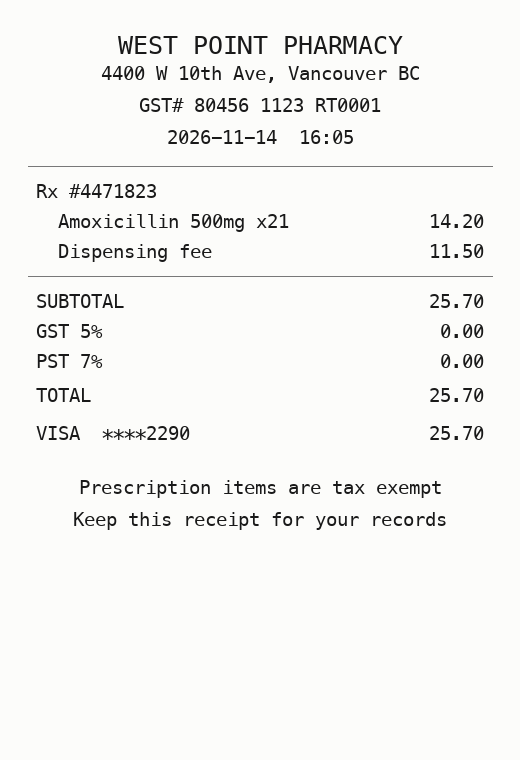 WEST POINT PHARMACY
4400 W 10th Ave, Vancouver BC
GST# 80456 1123 RT0001
2026-11-14  16:05
Rx #4471823
Amoxicillin 500mg x21 14.20
Dispensing fee 11.50
SUBTOTAL 25.70
GST 5% 0.00
PST 7% 0.00
TOTAL 25.70
VISA ****2290 25.70
Prescription items are tax exempt
Keep this receipt for your records